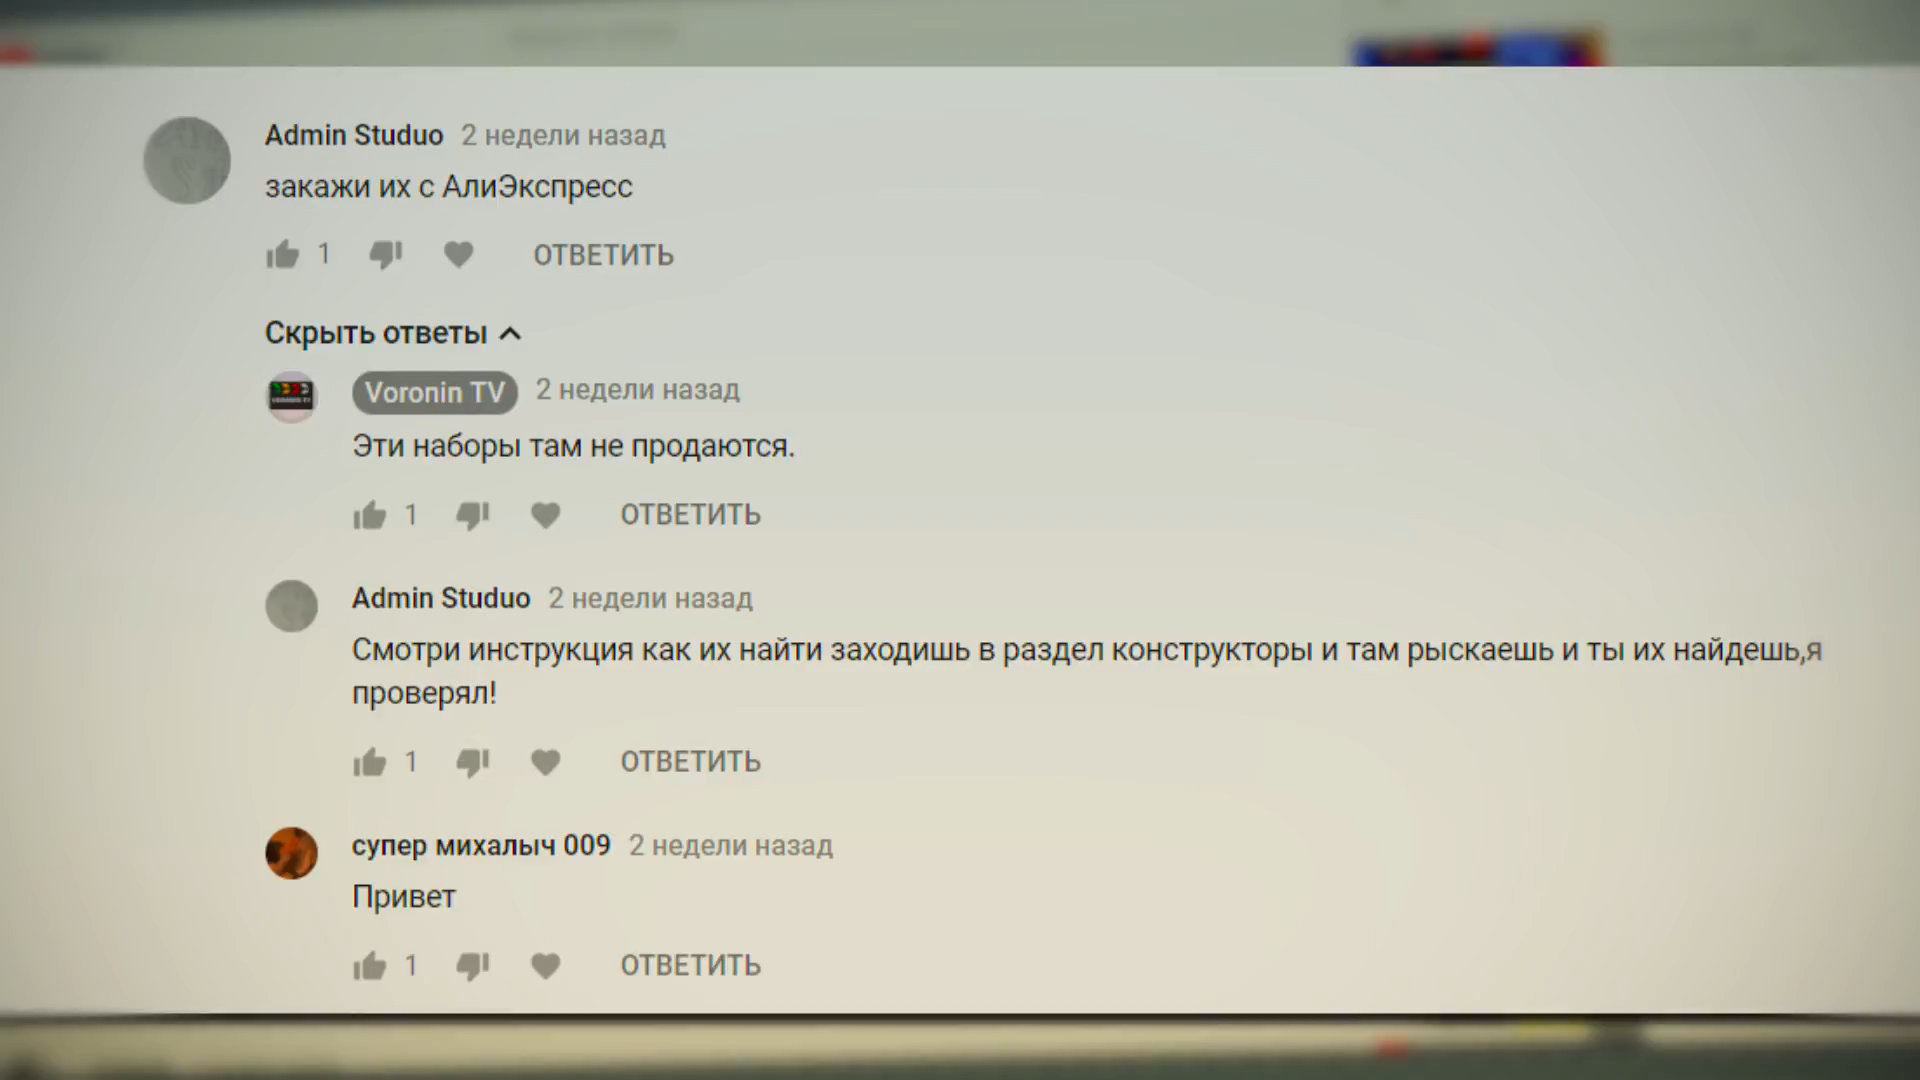 Admin Studuo 2 недели назад
закажи их с АлиЭкспресс
1 ОТВЕТИТЬ
Скрыть ответы
Voronin TV 2 недели назад
Эти наборы там не продаются.
1 ОТВЕТИТЬ
Admin Studuo 2 недели назад
Смотри инструкция как их найти заходишь в раздел конструкторы и там рыскаешь и ты их найдешь,я
проверял!
1 ОТВЕТИТЬ
супер михалыч 009 2 недели назад
Привет
1 ОТВЕТИТЬ